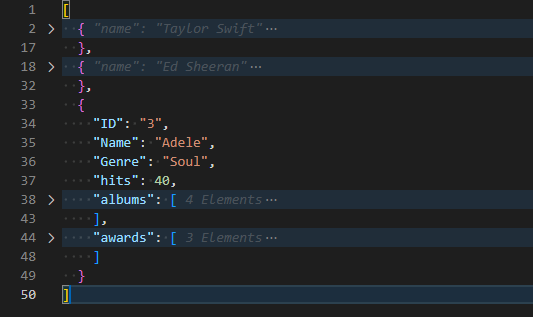 1 [
2 { "name": "Taylor Swift"···
17 },
18 { "name": "Ed Sheeran"···
32 },
33 {
34 "ID": "3",
35 "Name": "Adele",
36 "Genre": "Soul",
37 "hits": 40,
38 "albums": [ 4 Elements···
43 ],
44 "awards": [ 3 Elements···
48 ]
49 }
50 ]